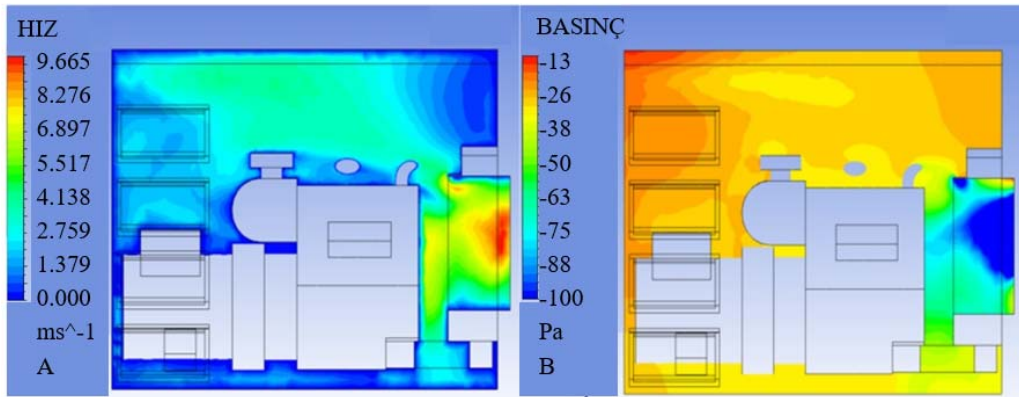 HIZ
9.665
8.276
6.897
5.517
4.138
2.759
1.379
0.000
ms^-1
A
BASINÇ
-13
-26
-38
-50
-63
-75
-88
-100
Pa
B